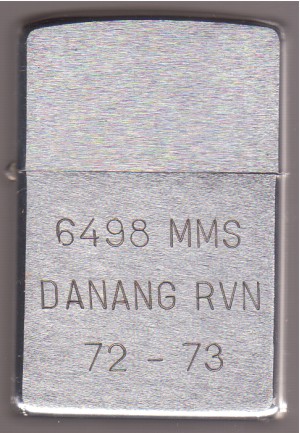 6498 MMS
DANANG RVN
72 - 73